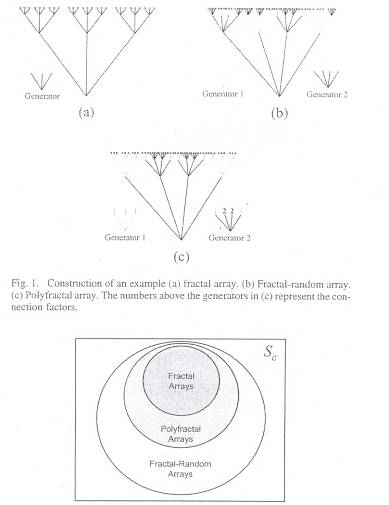 Generator
(a)
Generator 1
Generator 2
(b)
Generator 1
2 2
Generator 2
(c)
Fig. 1. Construction of an example (a) fractal array. (b) Fractal-random array.
(c) Polyfractal array. The numbers above the generators in (c) represent the con-
nection factors.
Sc
Fractal
Arrays
Polyfractal
Arrays
Fractal-Random
Arrays